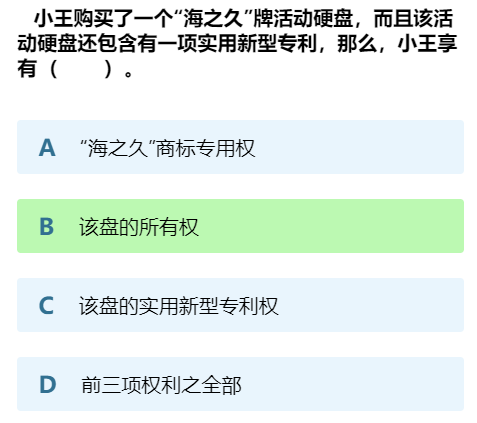 小王购买了一个“海之久”牌活动硬盘，而且该活
动硬盘还包含有一项实用新型专利，那么，小王享
有（　　）。
A “海之久”商标专用权
B 该盘的所有权
C 该盘的实用新型专利权
D 前三项权利之全部